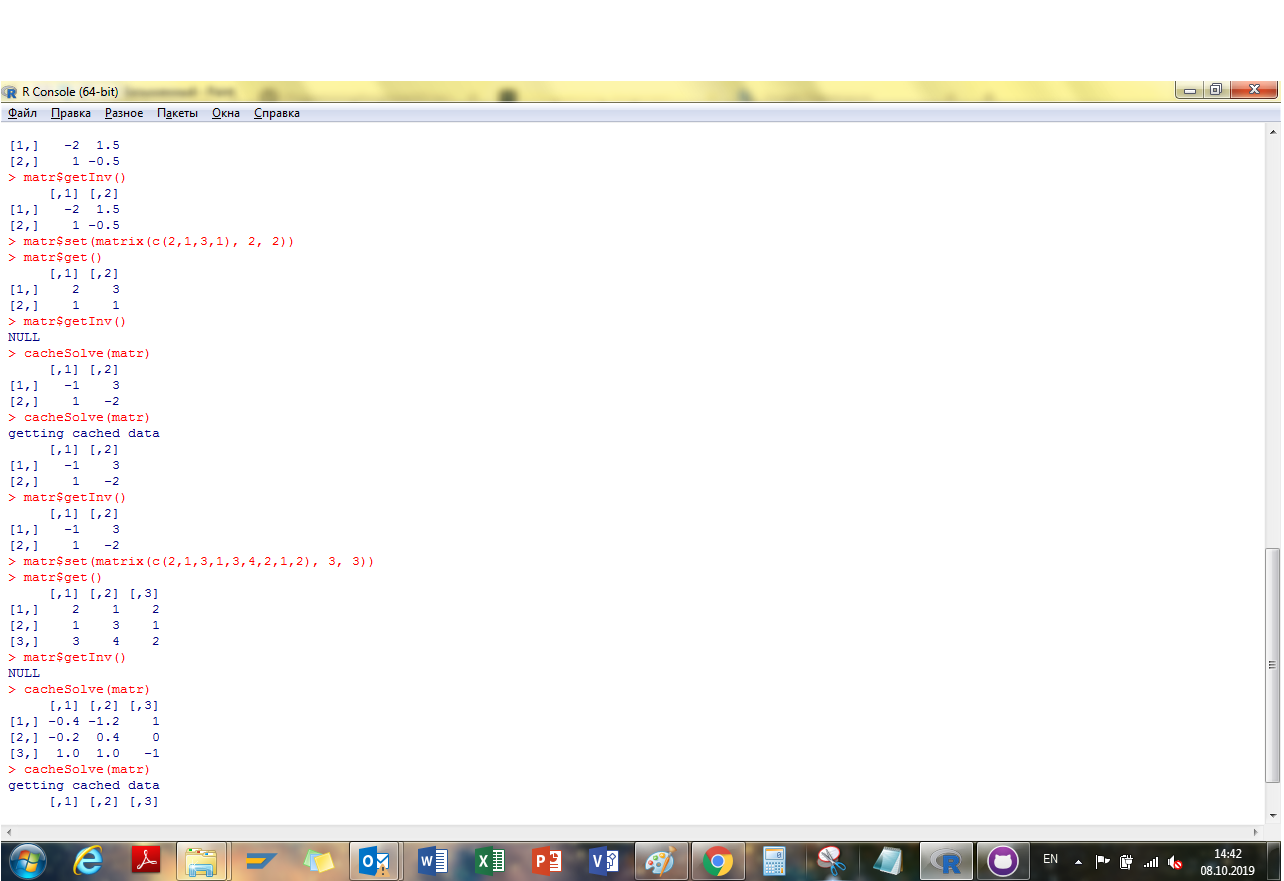 R Console (64-bit)
Файл Правка Разное Пакеты Окна Справка
[1,]   -2  1.5
[2,]    1 -0.5
> matr$getInv()
     [,1] [,2]
[1,]   -2  1.5
[2,]    1 -0.5
> matr$set(matrix(c(2,1,3,1), 2, 2))
> matr$get()
     [,1] [,2]
[1,]    2    3
[2,]    1    1
> matr$getInv()
NULL
> cacheSolve(matr)
     [,1] [,2]
[1,]   -1    3
[2,]    1   -2
> cacheSolve(matr)
getting cached data
     [,1] [,2]
[1,]   -1    3
[2,]    1   -2
> matr$getInv()
     [,1] [,2]
[1,]   -1    3
[2,]    1   -2
> matr$set(matrix(c(2,1,3,1,3,4,2,1,2), 3, 3))
> matr$get()
     [,1] [,2] [,3]
[1,]    2    1    2
[2,]    1    3    1
[3,]    3    4    2
> matr$getInv()
NULL
> cacheSolve(matr)
     [,1] [,2] [,3]
[1,] -0.4 -1.2    1
[2,] -0.2  0.4    0
[3,]  1.0  1.0   -1
> cacheSolve(matr)
getting cached data
     [,1] [,2] [,3]
EN
14:42
08.10.2019